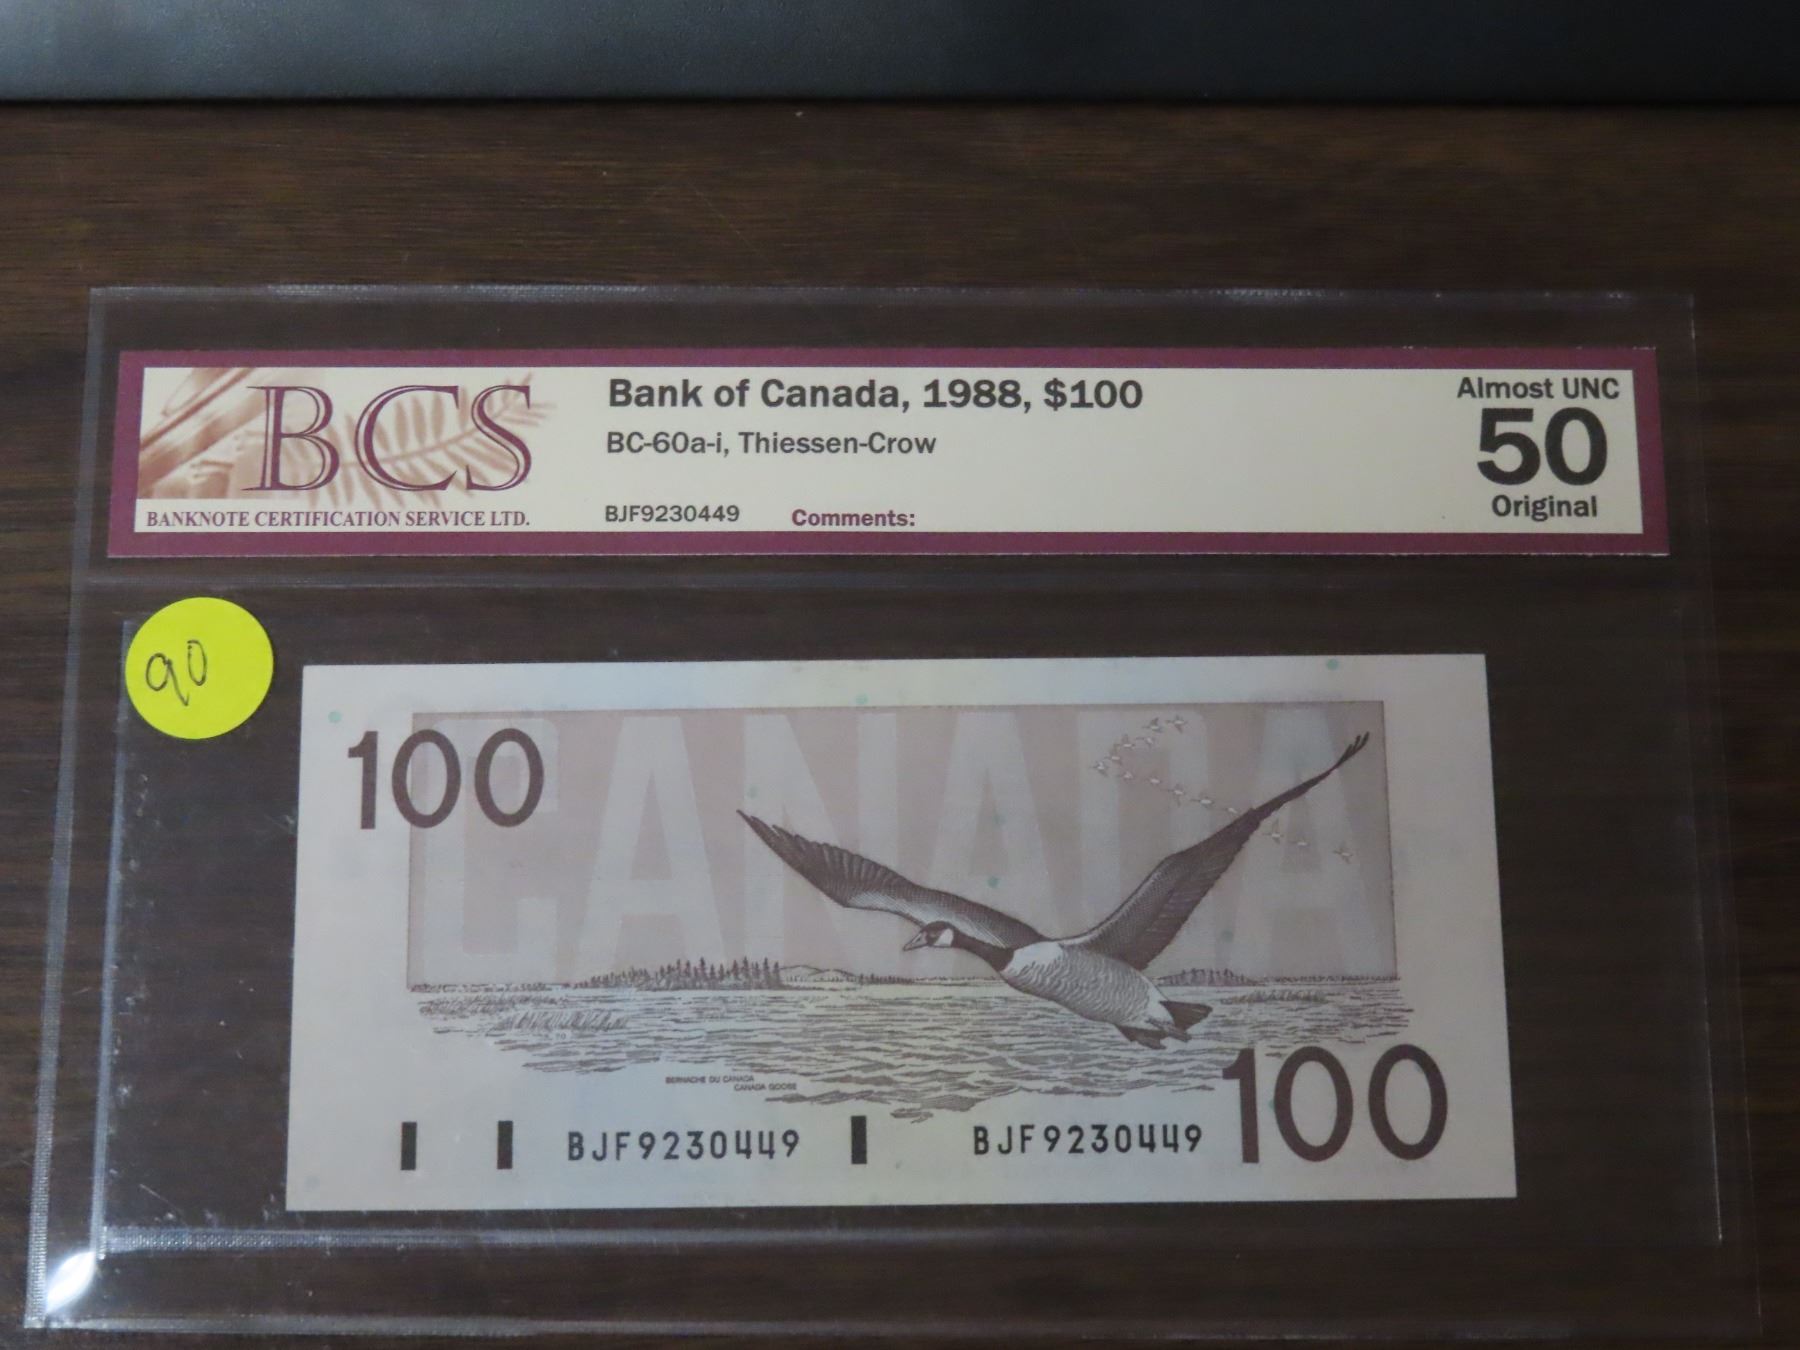 BCS
BANKNOTE CERTIFICATION SERVICE LTD.
Bank of Canada, 1988, $100
BC-60a-i, Thiessen-Crow
BJF9230449 Comments:
Almost UNC
50
Original
90
100
CANADA
BERNACHE DU CANADA
CANADA GOOSE
100
BJF9230449 BJF9230449